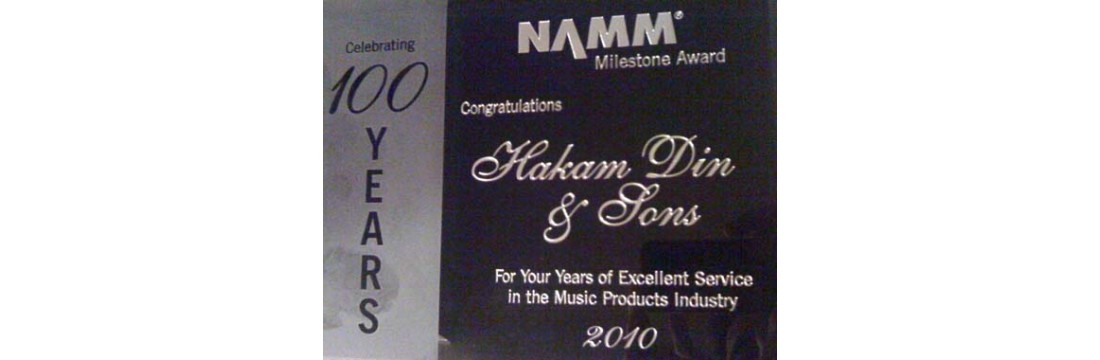 Celebrating
100
YEARS
NAMM®
Milestone Award
Congratulations
Hakam Din
& Sons
For Your Years of Excellent Service
in the Music Products Industry
2010